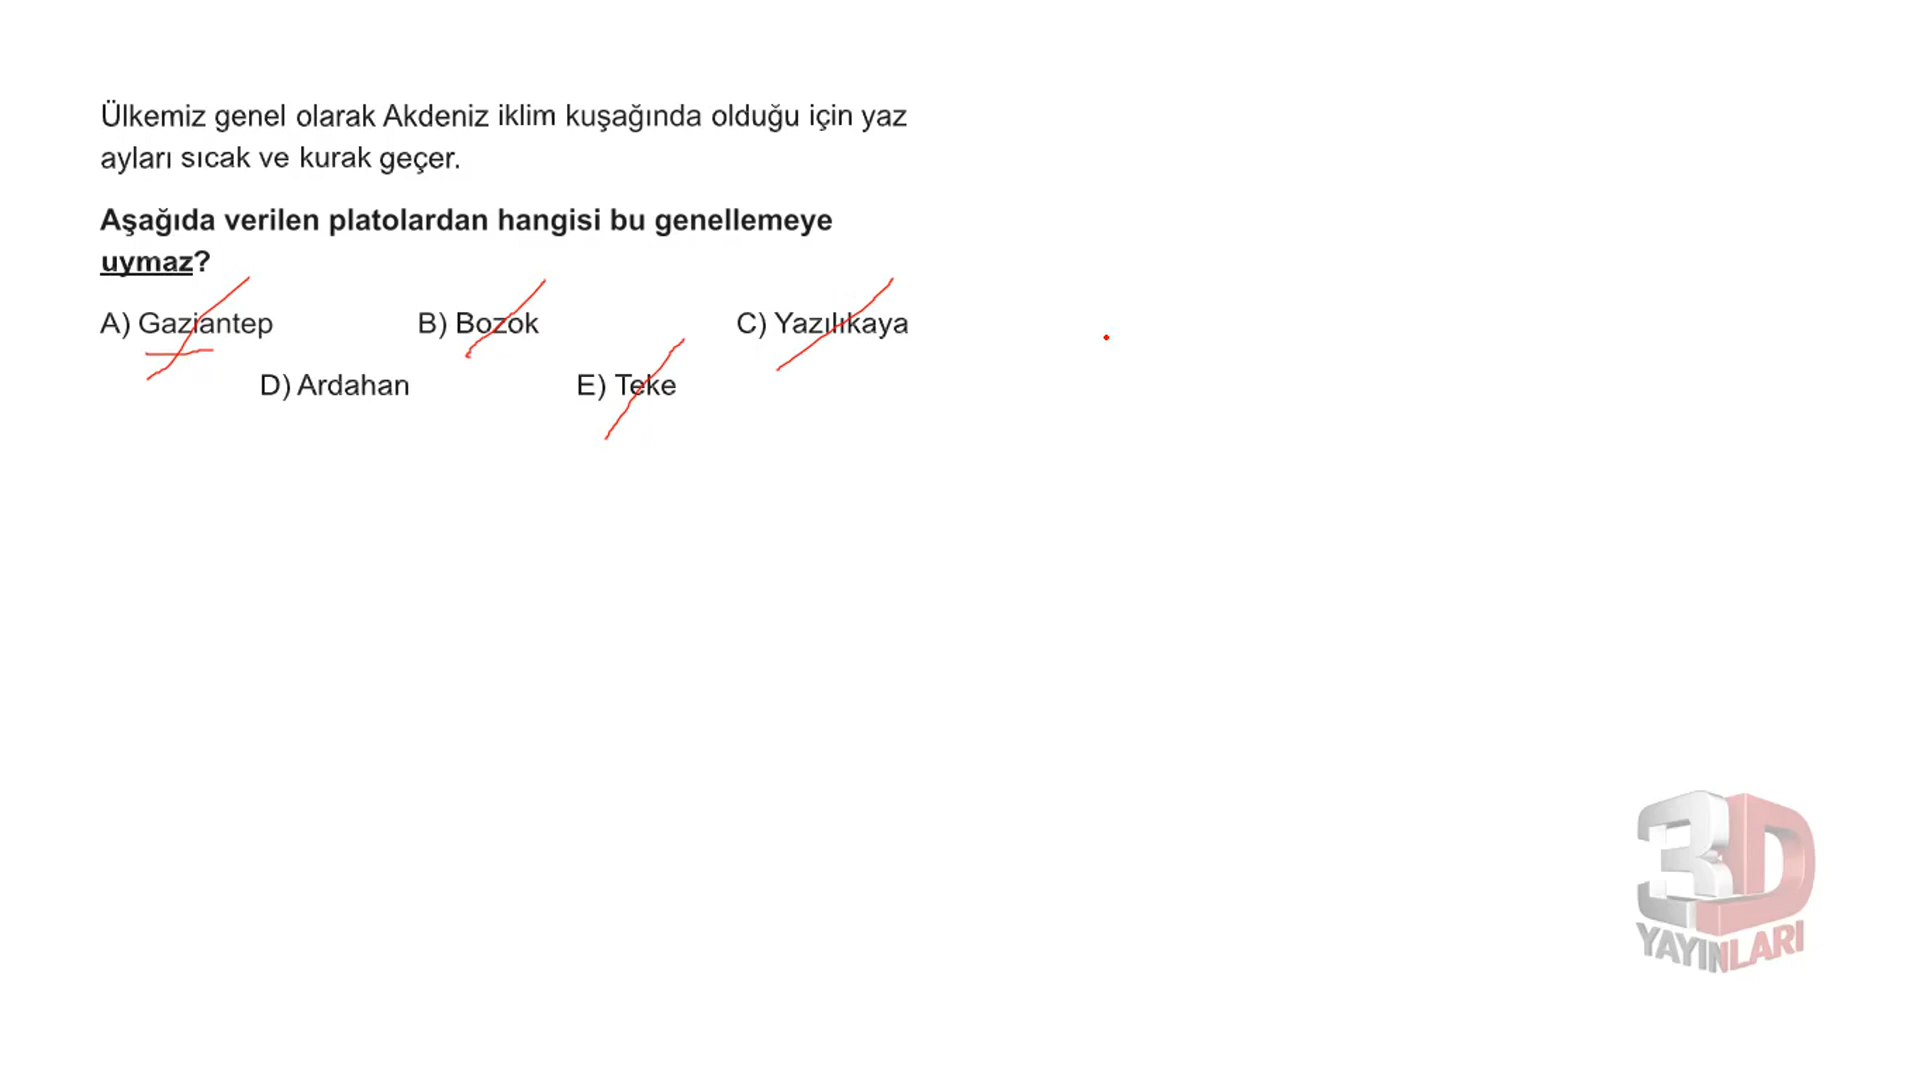 Ülkemiz genel olarak Akdeniz iklim kuşağında olduğu için yaz
ayları sıcak ve kurak geçer.
Aşağıda verilen platolardan hangisi bu genellemeye
uymaz?
A) Gaziantep B) Bozok C) Yazılıkaya
D) Ardahan E) Teke
3D
YAYINLARI